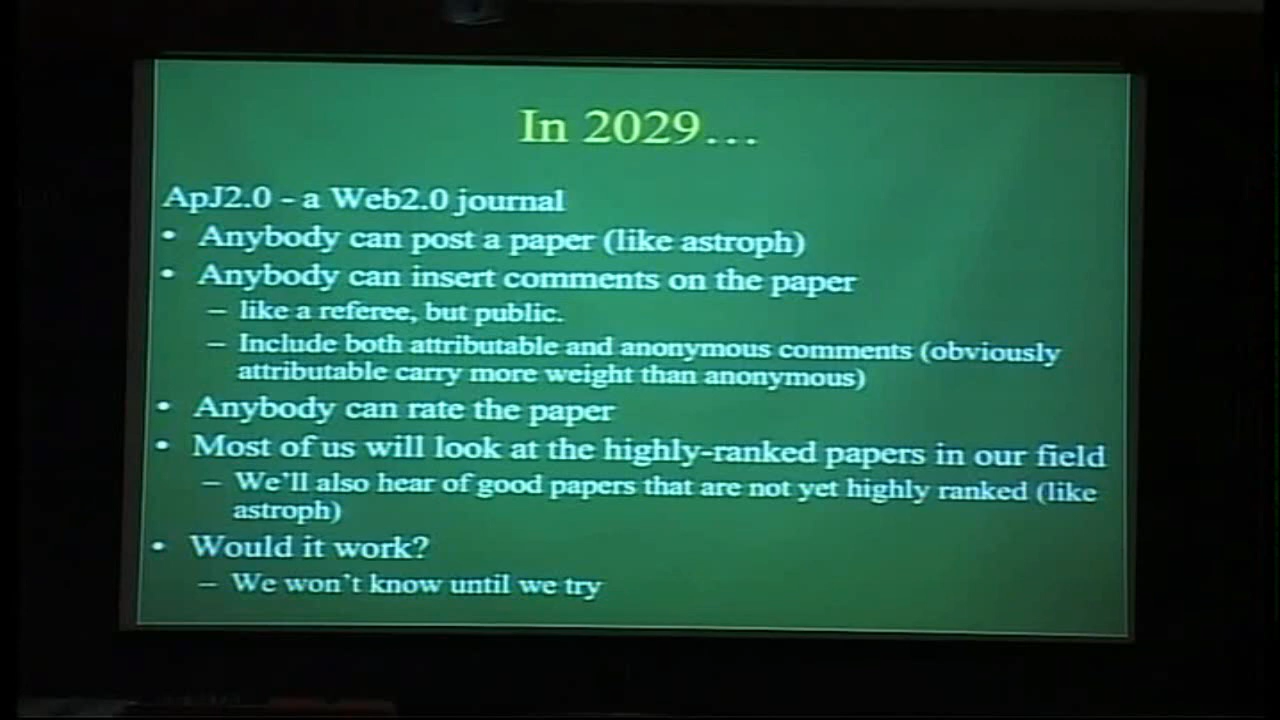 In 2029...
ApJ2.0 - a Web2.0 journal
• Anybody can post a paper (like astroph)
• Anybody can insert comments on the paper
– like a referee, but public.
– Include both attributable and anonymous comments (obviously
attributable carry more weight than anonymous)
• Anybody can rate the paper
• Most of us will look at the highly-ranked papers in our field
– We'll also hear of good papers that are not yet highly ranked (like
astroph)
• Would it work?
– We won't know until we try